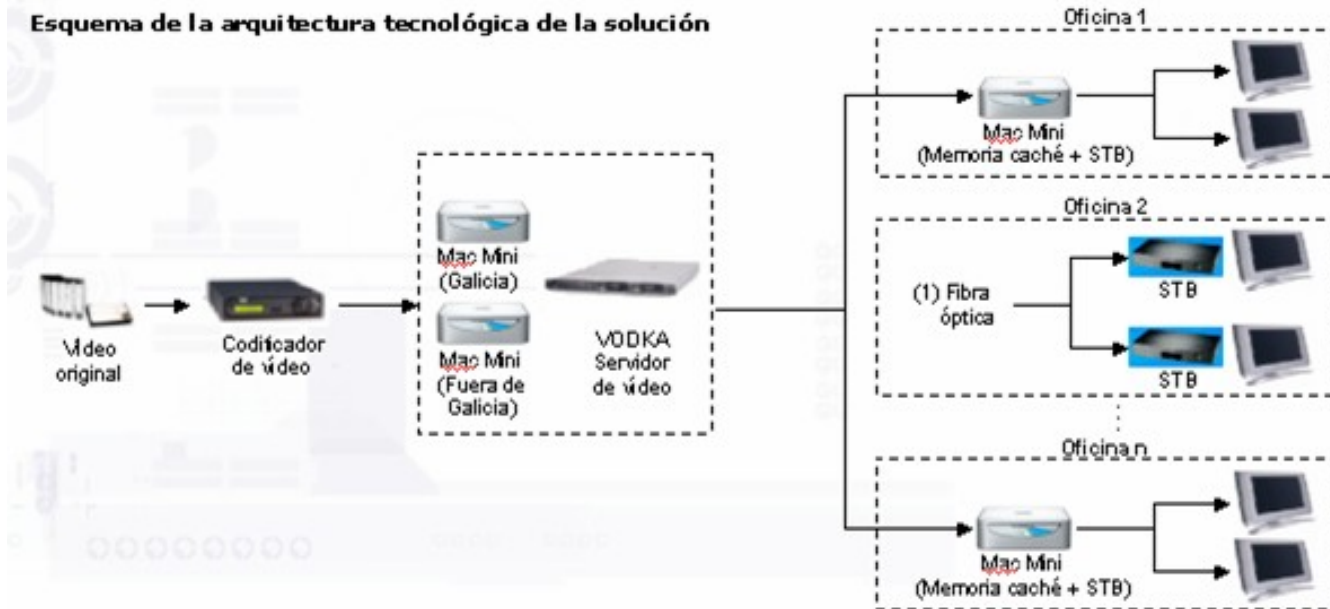 Esquema de la arquitectura tecnológica de la solución
Vídeo
original
Codificador
de vídeo
Mac Mini
(Galicia)
Mac Mini
(Fuera de
Galicia)
VODKA
Servidor
de vídeo
Oficina 1
Mac Mini
(Memoria caché + STB)
Oficina 2
(1) Fibra
óptica
STB
STB
Oficina n
Mac Mini
(Memoria caché + STB)